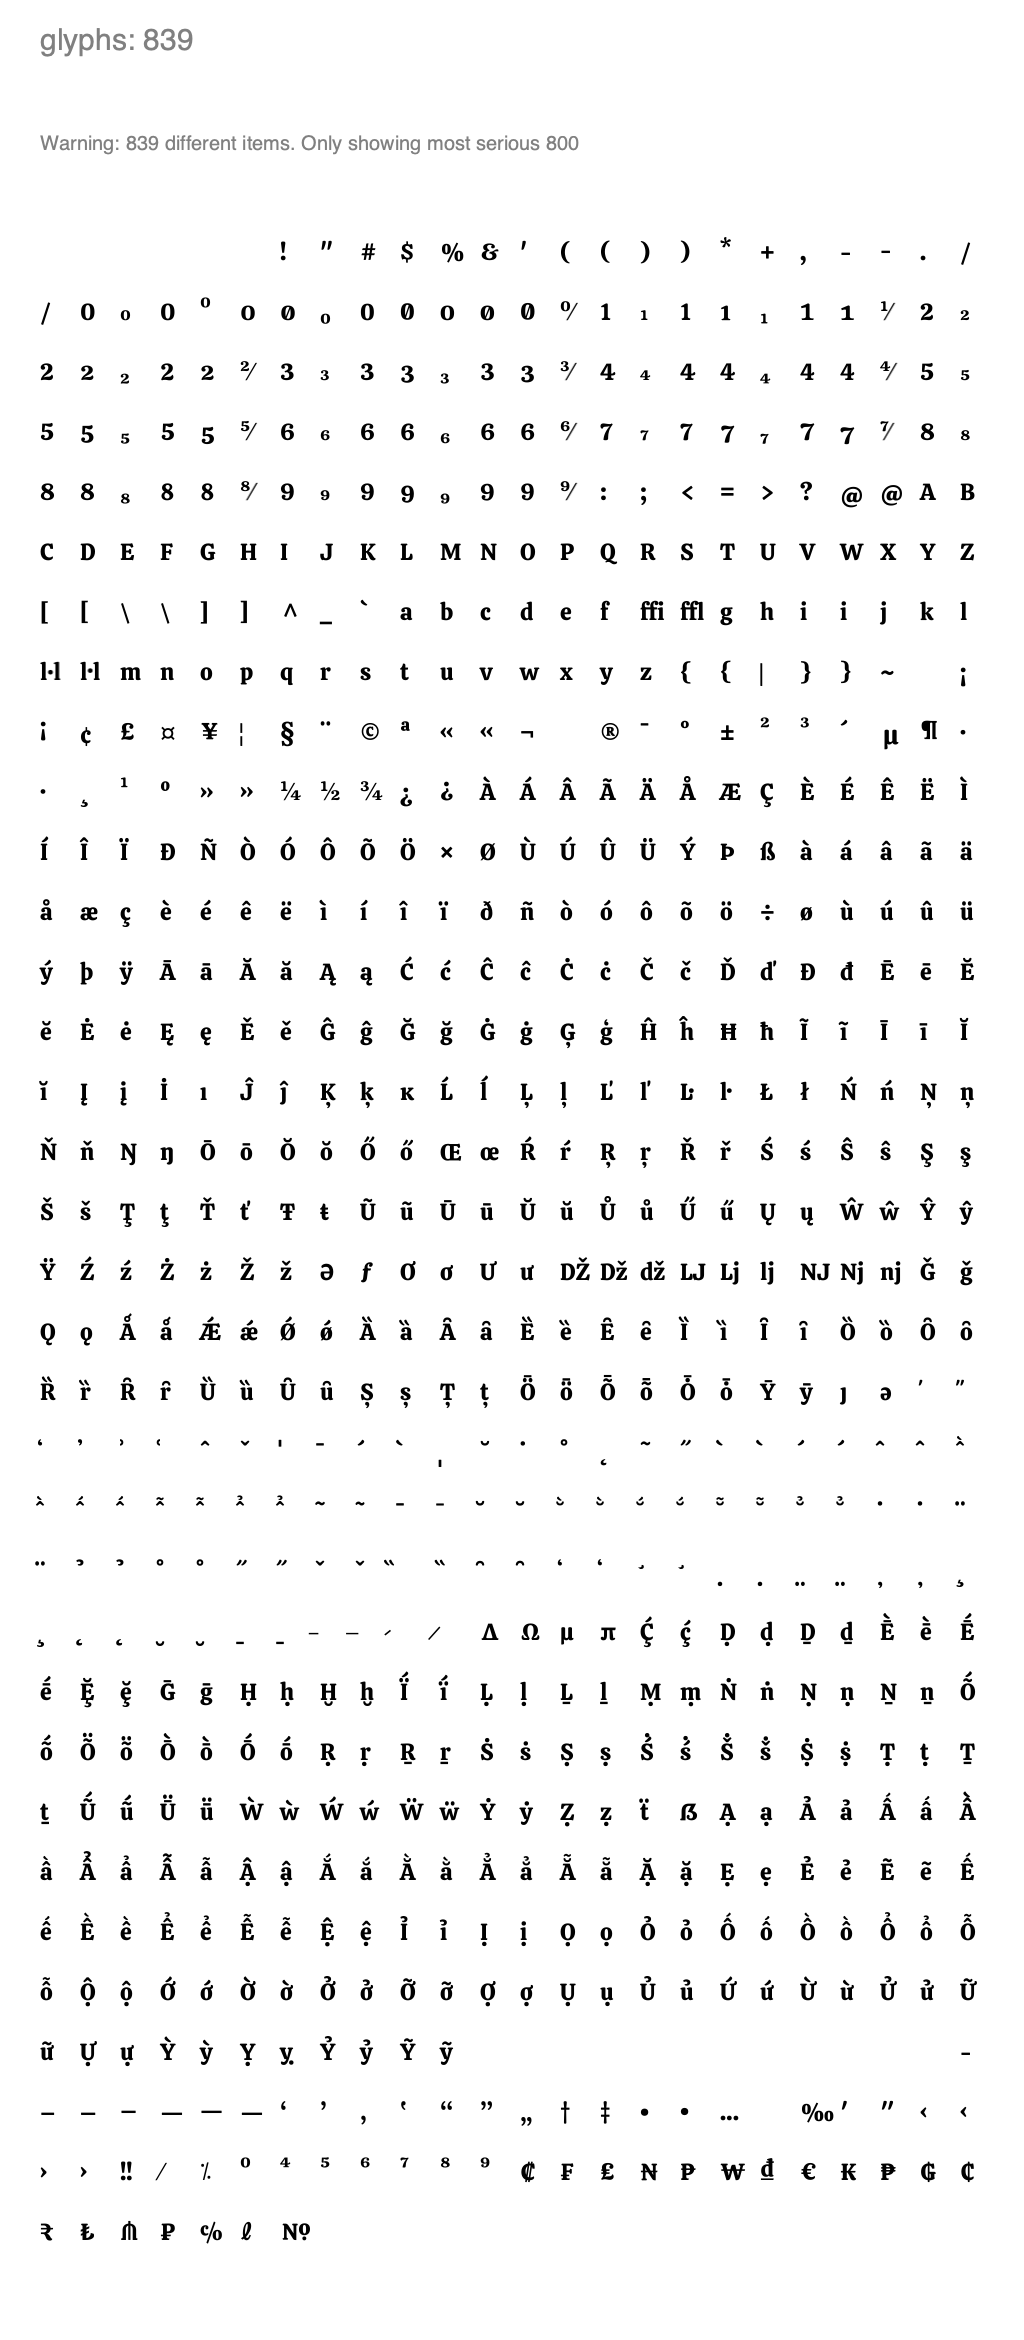 glyphs: 839
Warning: 839 different items. Only showing most serious 800
! " # $ % & ' ( ( ) ) * + , - - . /
/ 0 ₀ 0 ⁰ 0 0 ₀ 0 0 0 0 0 ⁰⁄ 1 ₁ 1 1 ₁ 1 1 ¹⁄ 2 ₂
2 2 ₂ 2 2 ²⁄ 3 ₃ 3 3 ₃ 3 3 ³⁄ 4 ₄ 4 4 ₄ 4 4 ⁴⁄ 5 ₅
5 5 ₅ 5 5 ⁵⁄ 6 ₆ 6 6 ₆ 6 6 ⁶⁄ 7 ₇ 7 7 ₇ 7 7 ⁷⁄ 8 ₈
8 8 ₈ 8 8 ⁸⁄ 9 ₉ 9 9 ₉ 9 9 ⁹⁄ : ; < = > ? @ @ A B
C D E F G H I J K L M N O P Q R S T U V W X Y Z
[ [ \ \ ] ] ^ _ ` a b c d e f ffi ffl g h i i j k l
l·l l·l m n o p q r s t u v w x y z { { | } } ~ ¡
¡ ¢ £ ¤ ¥ ¦ § ¨ © ª « « ¬ ® ¯ ° ± ² ³ ´ µ ¶ ·
· ¸ ¹ º » » ¼ ½ ¾ ¿ ¿ À Á Â Ã Ä Å Æ Ç È É Ê Ë Ì
Í Î Ï Ð Ñ Ò Ó Ô Õ Ö × Ø Ù Ú Û Ü Ý Þ ß à á â ã ä
å æ ç è é ê ë ì í î ï ð ñ ò ó ô õ ö ÷ ø ù ú û ü
ý þ ÿ Ā ā Ă ă Ą ą Ć ć Ĉ ĉ Ċ ċ Č č Ď ď Đ đ Ē ē Ĕ
ĕ Ė ė Ę ę Ě ě Ĝ ĝ Ğ ğ Ġ ġ Ģ ģ Ĥ ĥ Ħ ħ Ĩ ĩ Ī ī Ĭ
ĭ Į į İ ı Ĵ ĵ Ķ ķ ĸ Ĺ ĺ Ļ ļ Ľ ľ Ŀ ŀ Ł ł Ń ń Ņ ņ
Ň ň Ŋ ŋ Ō ō Ŏ ŏ Ő ő Œ œ Ŕ ŕ Ŗ ŗ Ř ř Ś ś Ŝ ŝ Ş ş
Š š Ţ ţ Ť ť Ŧ ŧ Ũ ũ Ū ū Ŭ ŭ Ů ů Ű ű Ų ų Ŵ ŵ Ŷ ŷ
Ÿ Ź ź Ż ż Ž ž Ə ƒ Ơ ơ Ư ư DŽ Dž dž LJ Lj lj NJ Nj nj Ğ ğ
Ǫ ǫ Ǻ ǻ Ǽ ǽ Ǿ ǿ Ȁ ȁ Ȃ ȃ Ȅ ȅ Ȇ ȇ Ȉ ȉ Ȋ ȋ Ȍ ȍ Ȏ ȏ
Ȑ ȑ Ȓ ȓ Ȕ ȕ Ȗ ȗ Ș ș Ț ț Ȫ ȫ Ȭ ȭ Ȱ ȱ Ȳ ȳ ȷ ə ʹ ʺ
ʻ ʼ ʾ ʿ ˆ ˇ ˈ ˉ ˊ ˋ ˌ ˘ ˙ ˚ ˛ ˜ ˝
Δ Ω μ π Ḉ ḉ Ḍ ḍ Ḏ ḏ Ḕ ḕ Ḗ
ḗ Ḝ ḝ Ḡ ḡ Ḥ ḥ Ḫ ḫ Ḯ ḯ Ḷ ḷ Ḻ ḻ Ṃ ṃ Ṅ ṅ Ṇ ṇ Ṉ ṉ Ṍ
ṍ Ṏ ṏ Ṑ ṑ Ṓ ṓ Ṛ ṛ Ṟ ṟ Ṡ ṡ Ṣ ṣ Ṥ ṥ Ṧ ṧ Ṩ ṩ Ṭ ṭ Ṯ
ṯ Ṹ ṹ Ṻ ṻ Ẁ ẁ Ẃ ẃ Ẅ ẅ Ẏ ẏ Ẓ ẓ ẗ ẞ Ạ ạ Ả ả Ấ ấ Ầ
ầ Ẩ ẩ Ẫ ẫ Ậ ậ Ắ ắ Ằ ằ Ẳ ẳ Ẵ ẵ Ặ ặ Ẹ ẹ Ẻ ẻ Ẽ ẽ Ế
ế Ề ề Ể ể Ễ ễ Ệ ệ Ỉ ỉ Ị ị Ọ ọ Ỏ ỏ Ố ố Ồ ồ Ổ ổ Ỗ
ỗ Ộ ộ Ớ ớ Ờ ờ Ở ở Ỡ ỡ Ợ ợ Ụ ụ Ủ ủ Ứ ứ Ừ ừ Ử ử Ữ
ữ Ự ự Ỳ ỳ Ỵ ỵ Ỷ ỷ Ỹ ỹ -
– – – — — — ‘ ’ ‚ ‛ “ ” „ † ‡ • • … ‰ ′ ″ ‹ ‹
› › ‼ ⁄ ⁒ ⁰ ⁴ ⁵ ⁶ ⁷ ⁸ ⁹ ₡ ₣ ₤ ₦ ₱ ₩ ₫ € ₭ ₱ ₲ ₵
₹ ₺ ₼ ₽ ℅ ℓ №